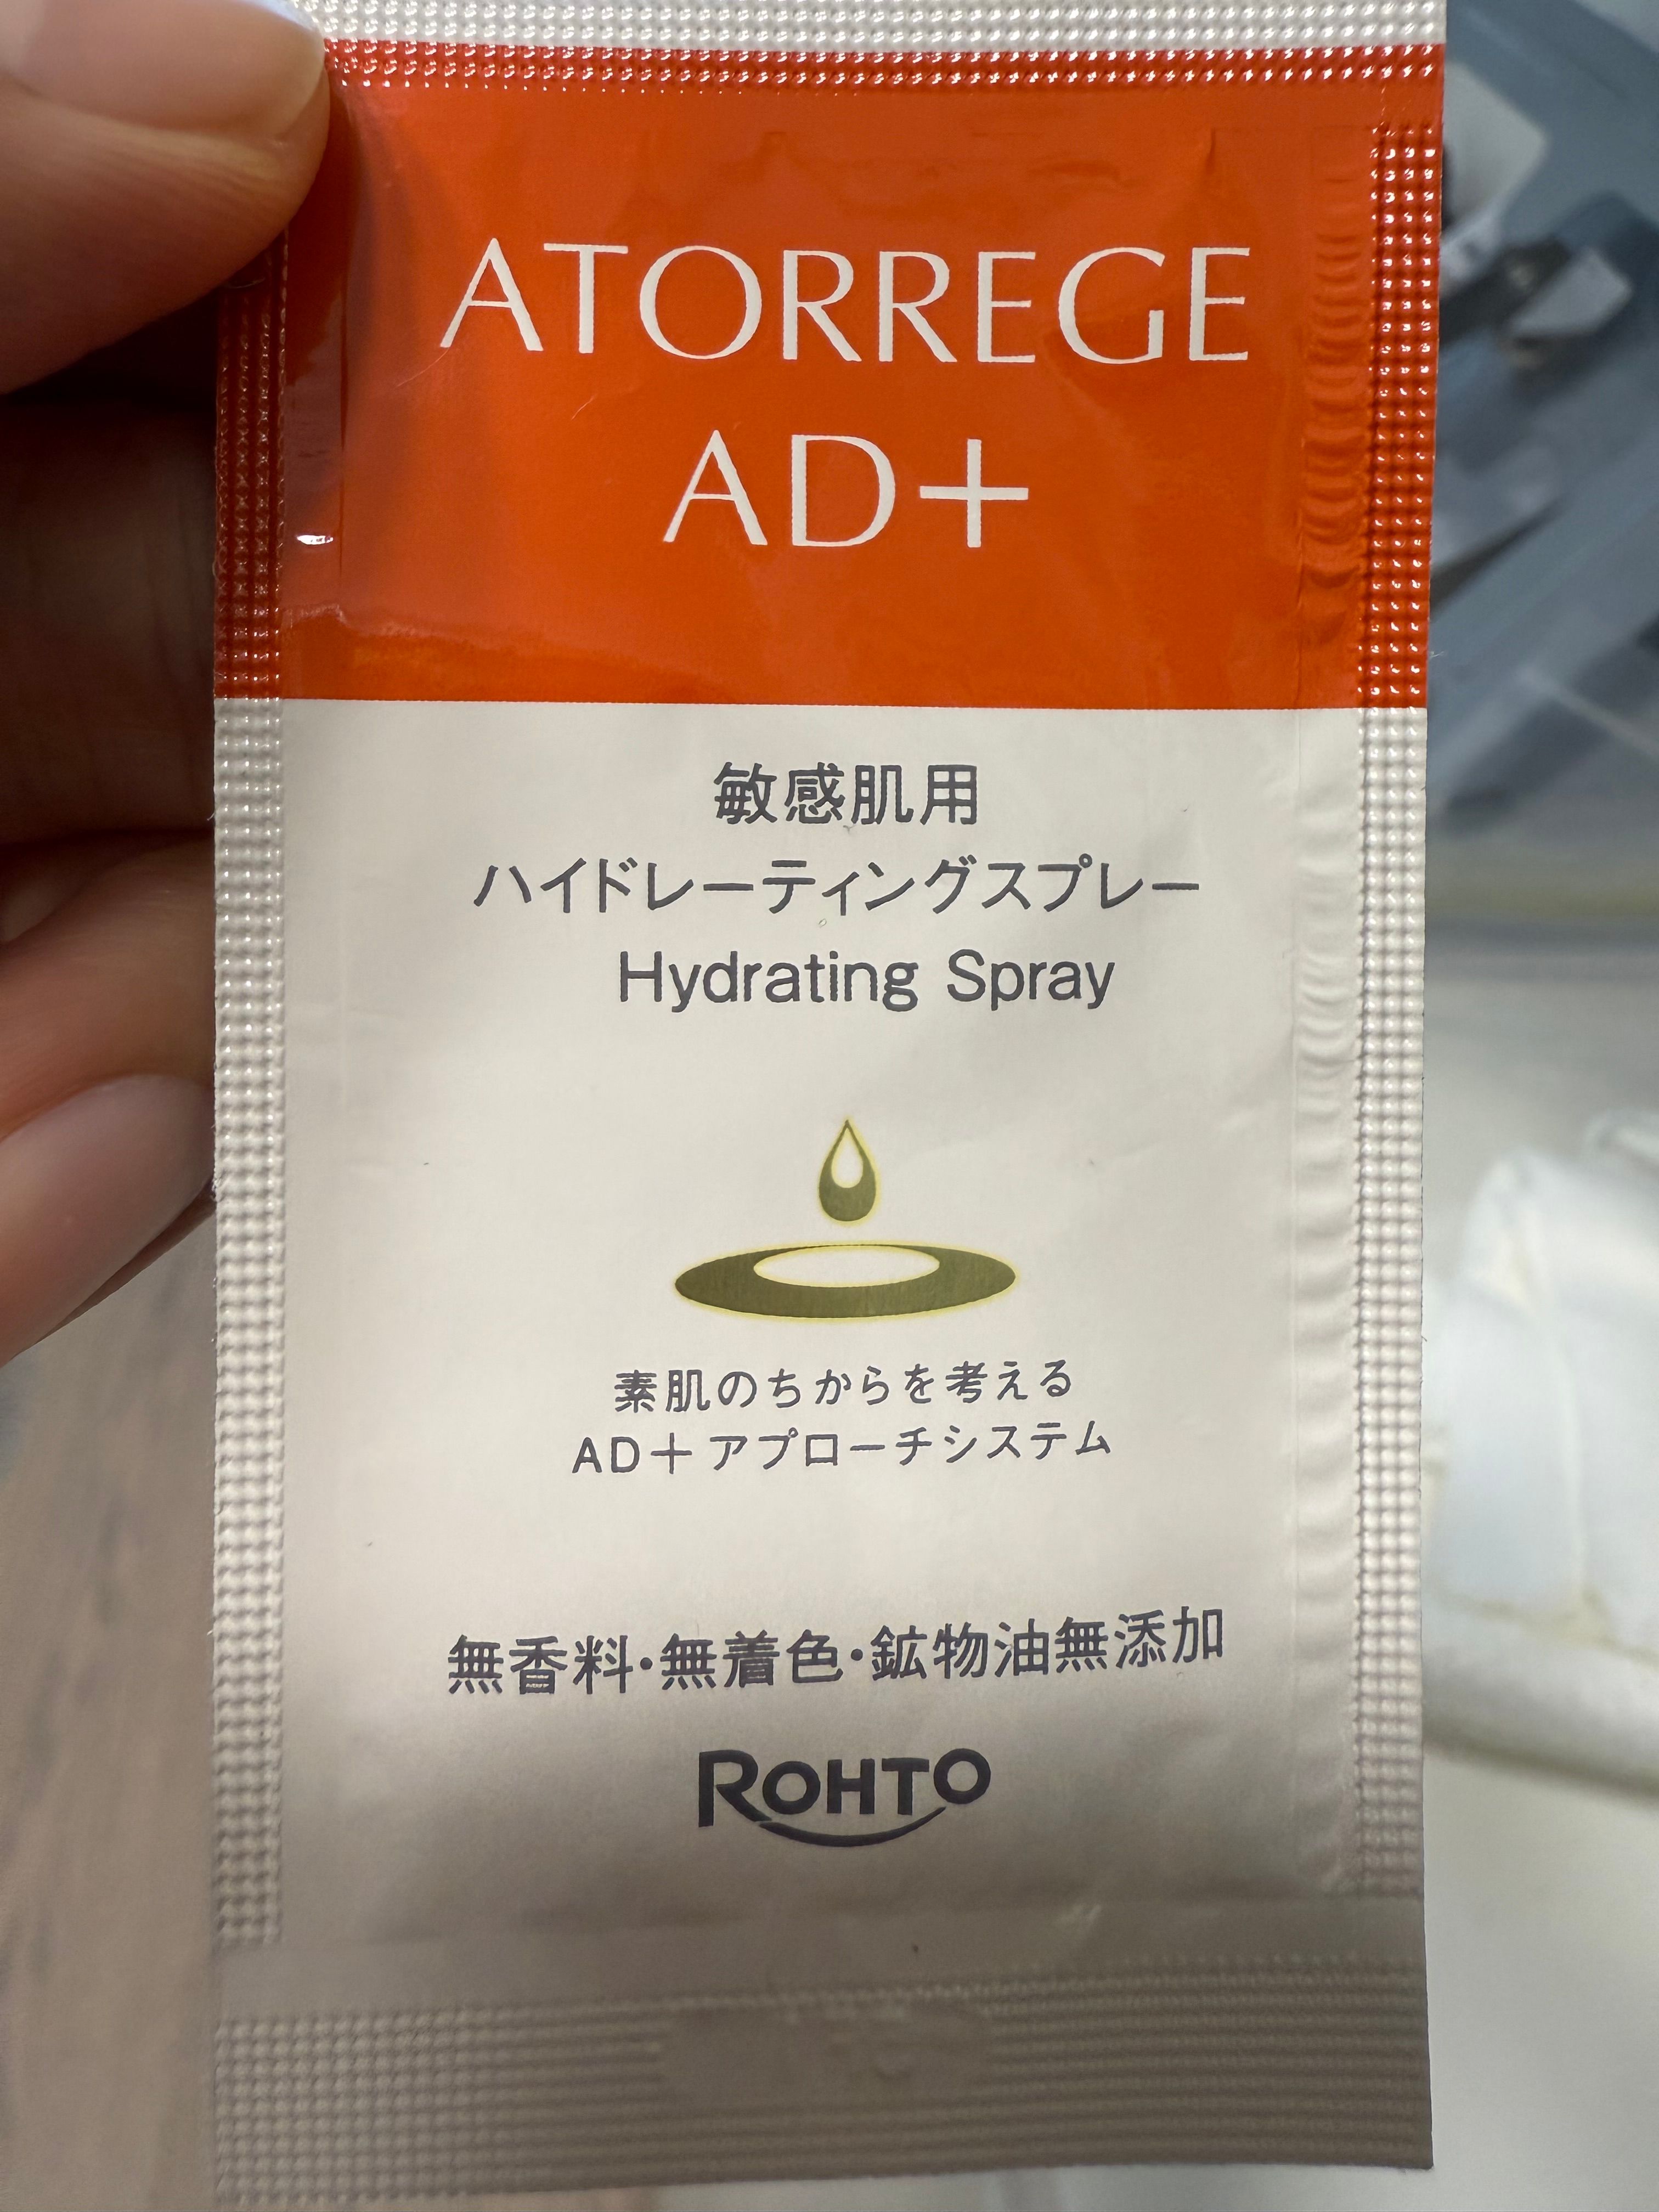 ATORREGE
AD+
敏感肌用
ハイドレーティングスプレー
Hydrating Spray
素肌のちからを考える
AD+アプローチシステム
無香料・無着色・鉱物油無添加
ROHTO